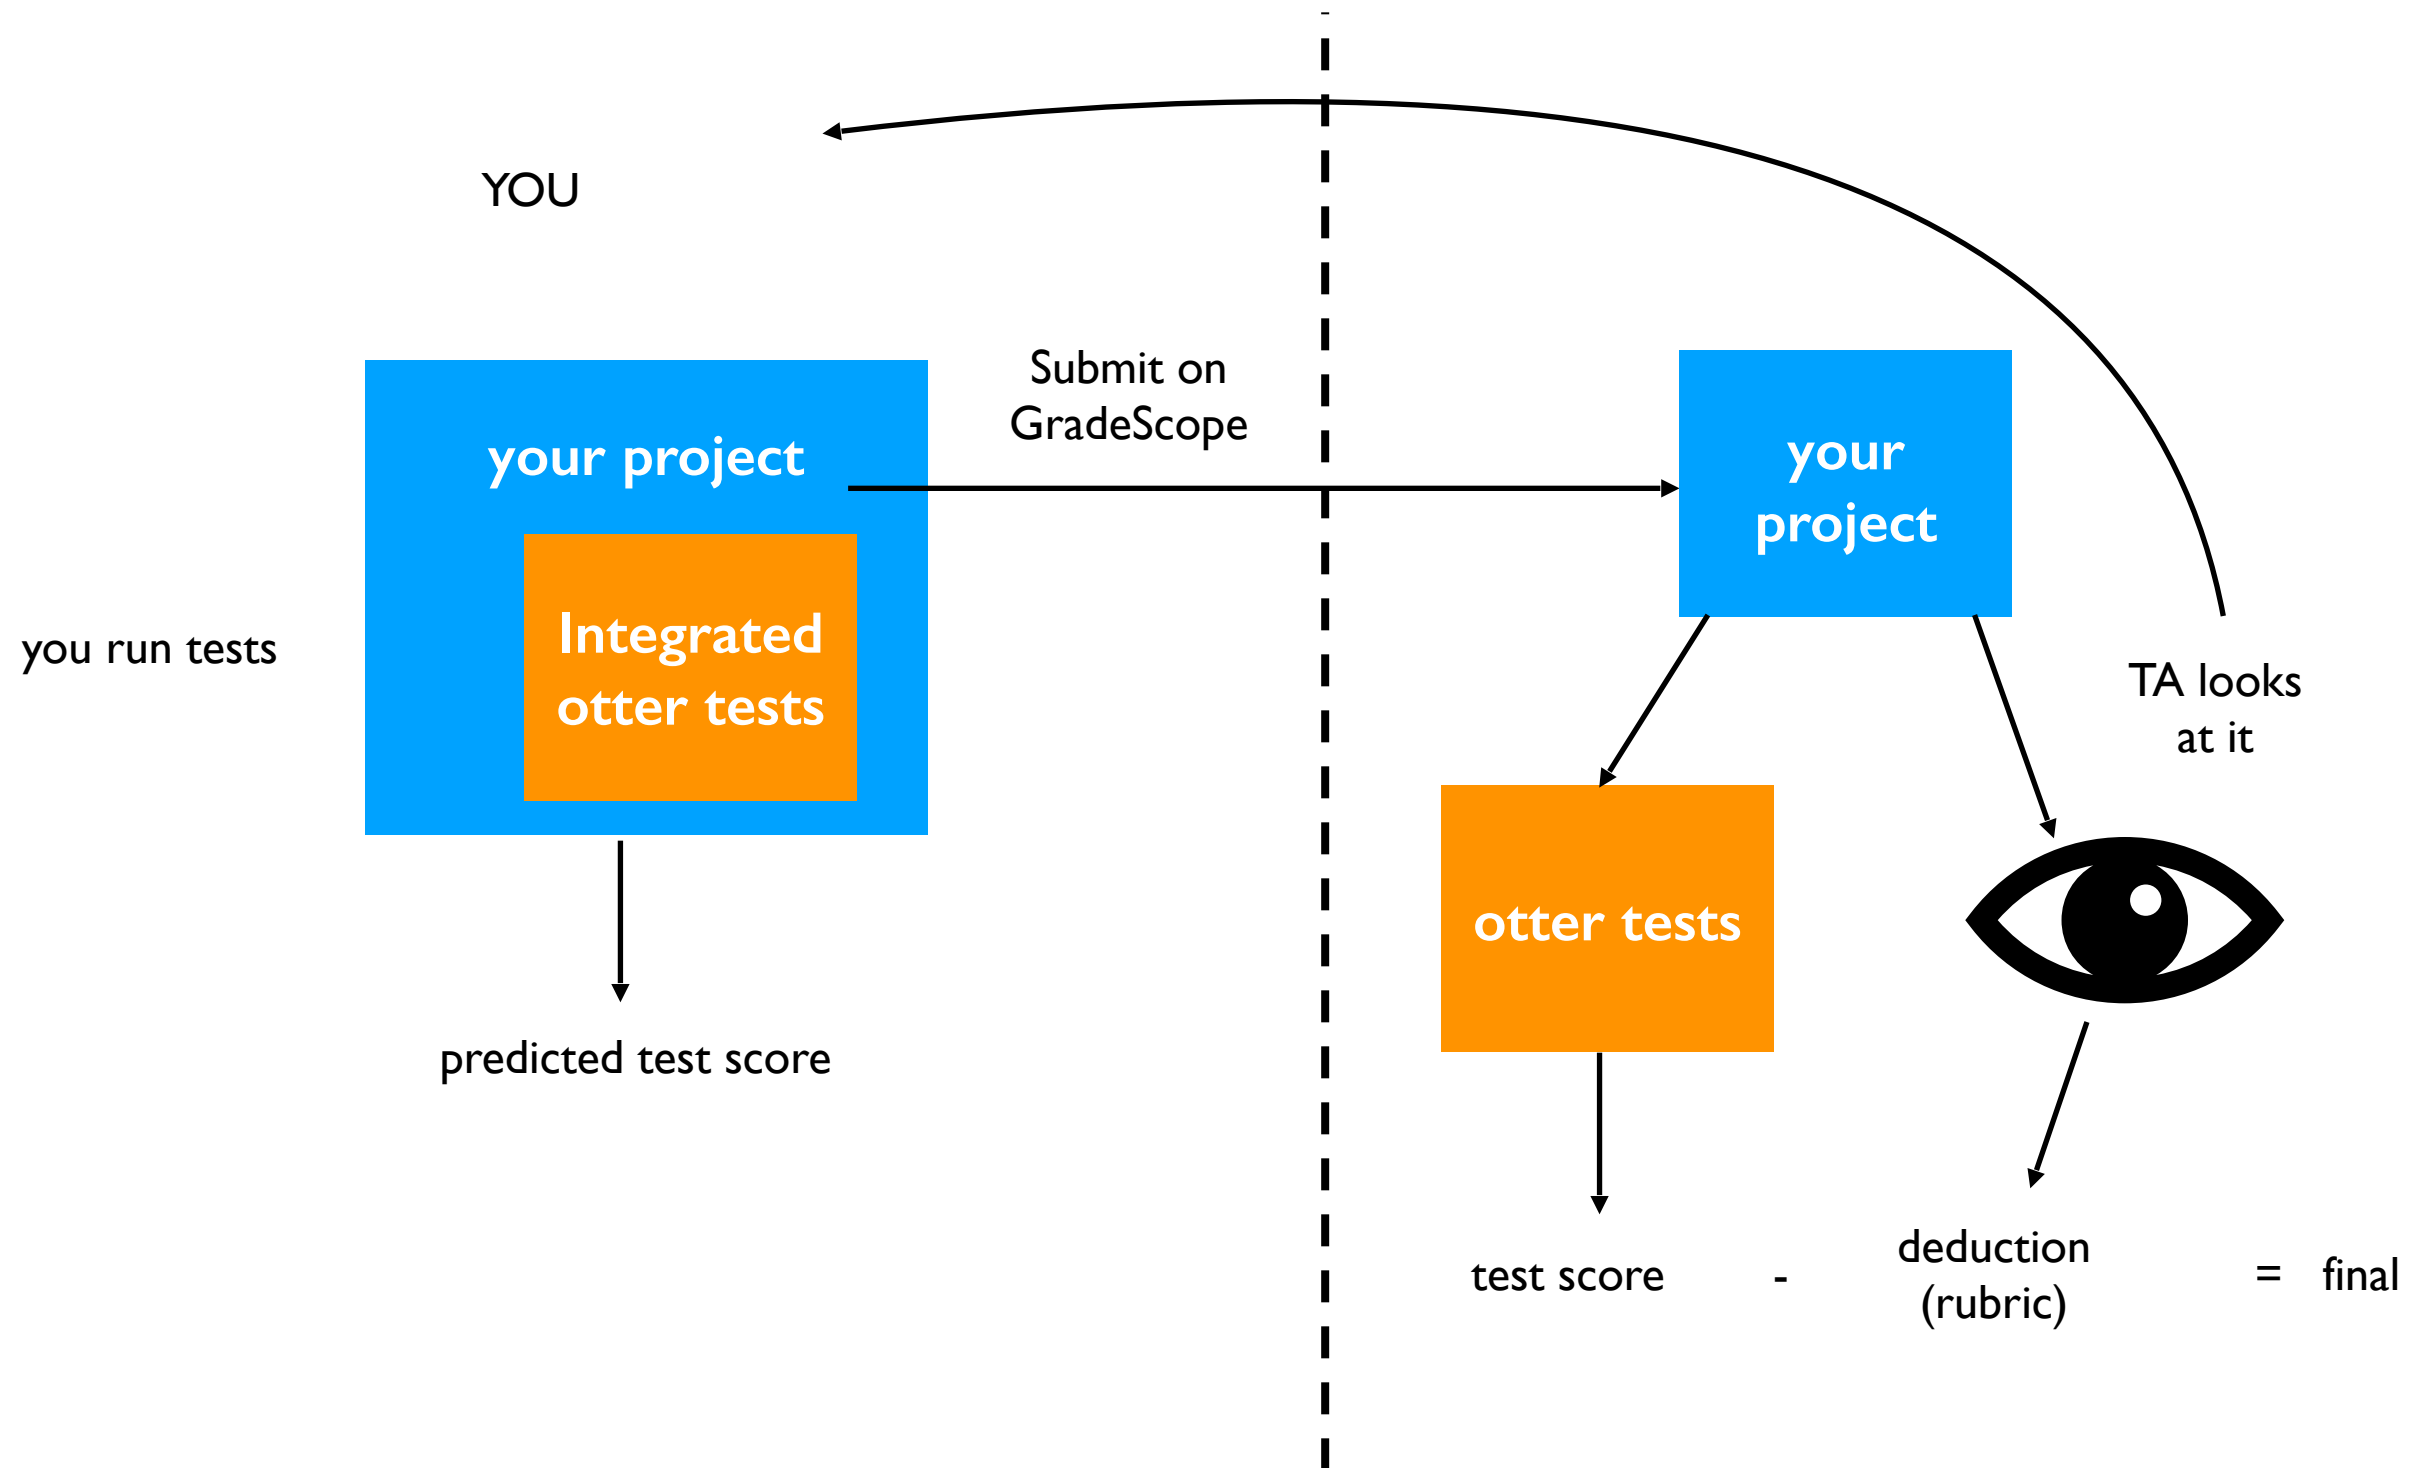 YOU
Submit on
GradeScope
your project
Integrated
otter tests
you run tests
predicted test score
your
project
TA looks
at it
otter tests
test score
-
deduction
(rubric)
=
final